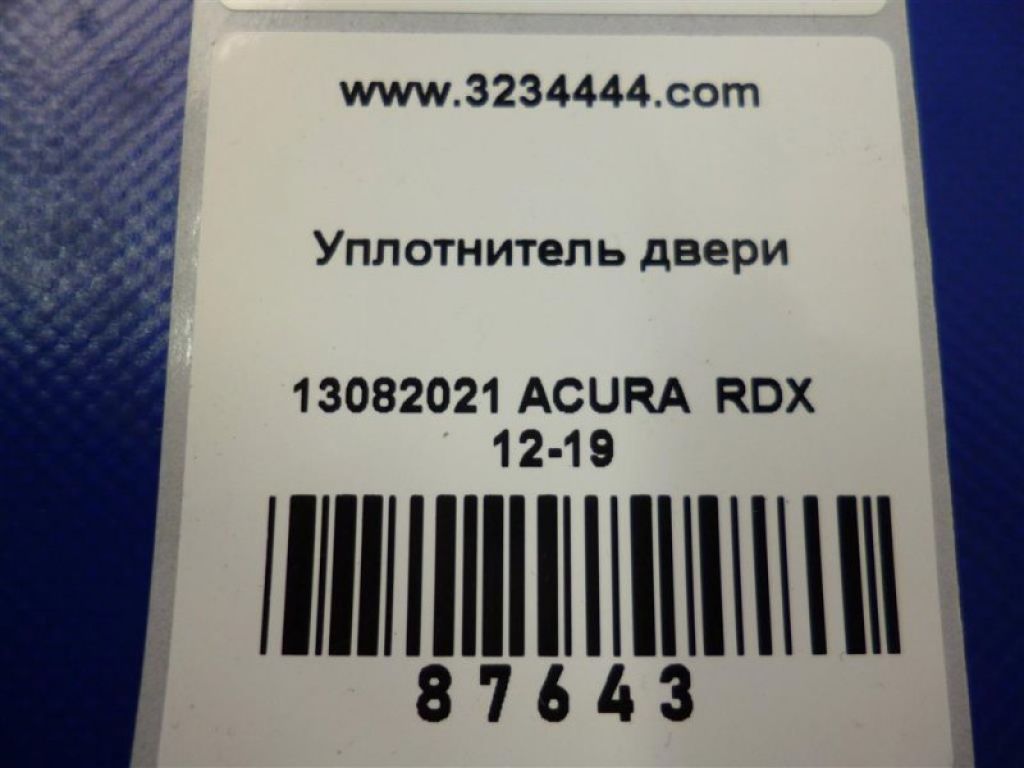 www.3234444.com
Уплотнитель двери
13082021 ACURA RDX
12-19
87643